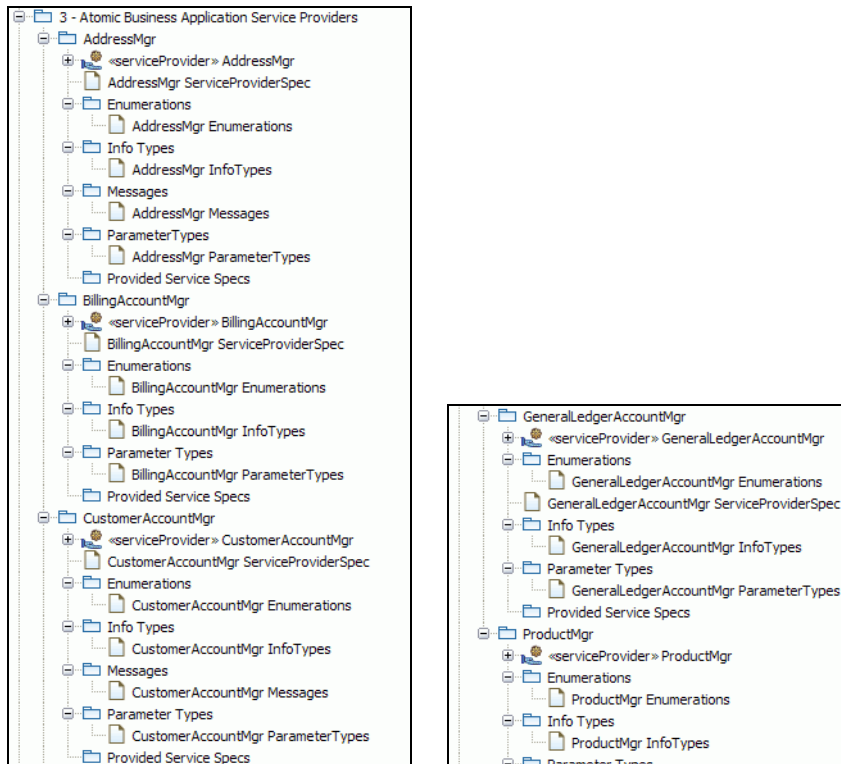 3 - Atomic Business Application Service Providers
AddressMgr
«serviceProvider» AddressMgr
AddressMgr ServiceProviderSpec
Enumerations
AddressMgr Enumerations
Info Types
AddressMgr InfoTypes
Messages
AddressMgr Messages
ParameterTypes
AddressMgr ParameterTypes
Provided Service Specs
BillingAccountMgr
«serviceProvider» BillingAccountMgr
BillingAccountMgr ServiceProviderSpec
Enumerations
BillingAccountMgr Enumerations
Info Types
BillingAccountMgr InfoTypes
Parameter Types
BillingAccountMgr ParameterTypes
Provided Service Specs
CustomerAccountMgr
«serviceProvider» CustomerAccountMgr
CustomerAccountMgr ServiceProviderSpec
Enumerations
CustomerAccountMgr Enumerations
Info Types
CustomerAccountMgr InfoTypes
Messages
CustomerAccountMgr Messages
Parameter Types
CustomerAccountMgr ParameterTypes
Provided Service Specs
GeneralLedgerAccountMgr
«serviceProvider» GeneralLedgerAccountMgr
Enumerations
GeneralLedgerAccountMgr Enumerations
GeneralLedgerAccountMgr ServiceProviderSpec
Info Types
GeneralLedgerAccountMgr InfoTypes
Parameter Types
GeneralLedgerAccountMgr ParameterTypes
Provided Service Specs
ProductMgr
«serviceProvider» ProductMgr
Enumerations
ProductMgr Enumerations
Info Types
ProductMgr InfoTypes
Parameter Types